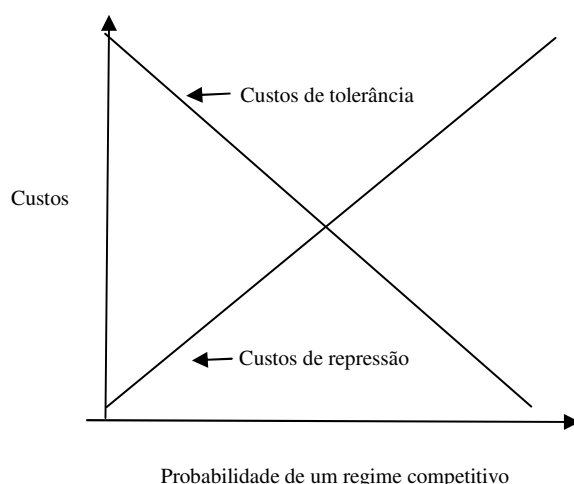 Custos de tolerância
Custos
Custos de repressão
Probabilidade de um regime competitivo